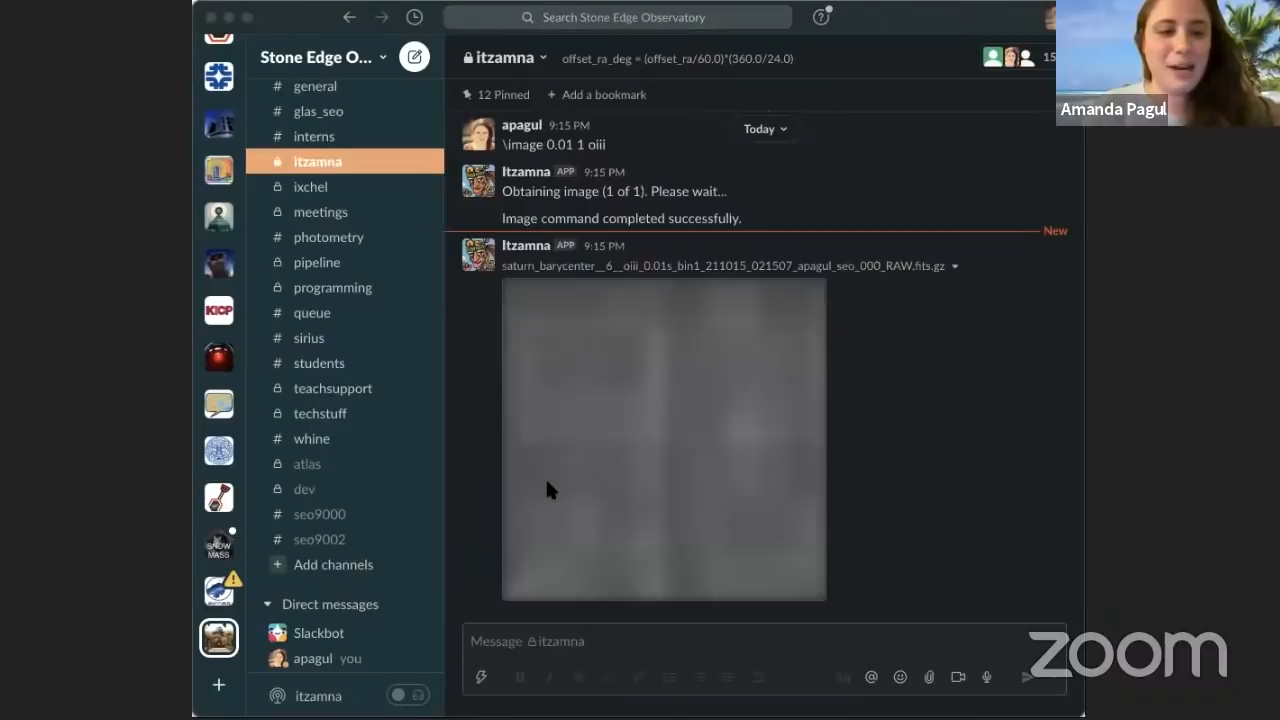 Search Stone Edge Observatory
Stone Edge O...
general
glas_seo
interns
itzamna
ixchel
meetings
photometry
pipeline
programming
queue
sirius
students
teachsupport
techstuff
whine
atlas
dev
seo9000
seo9002
Add channels
Direct messages
Slackbot
apagul you
itzamna
KICP
SNOW
MASS
itzamna offset_ra_deg = (offset_ra/60.0)*(360.0/24.0)
15
12 Pinned + Add a bookmark
Today
apagul 9:15 PM
\image 0.01 1 oiii
Itzamna APP 9:15 PM
Obtaining image (1 of 1). Please wait...
Image command completed successfully.
New
Itzamna APP 9:15 PM
saturn_barycenter__6__oiii_0.01s_bin1_211015_021507_apagul_seo_000_RAW.fits.gz
Message itzamna
Amanda Pagul
zoom